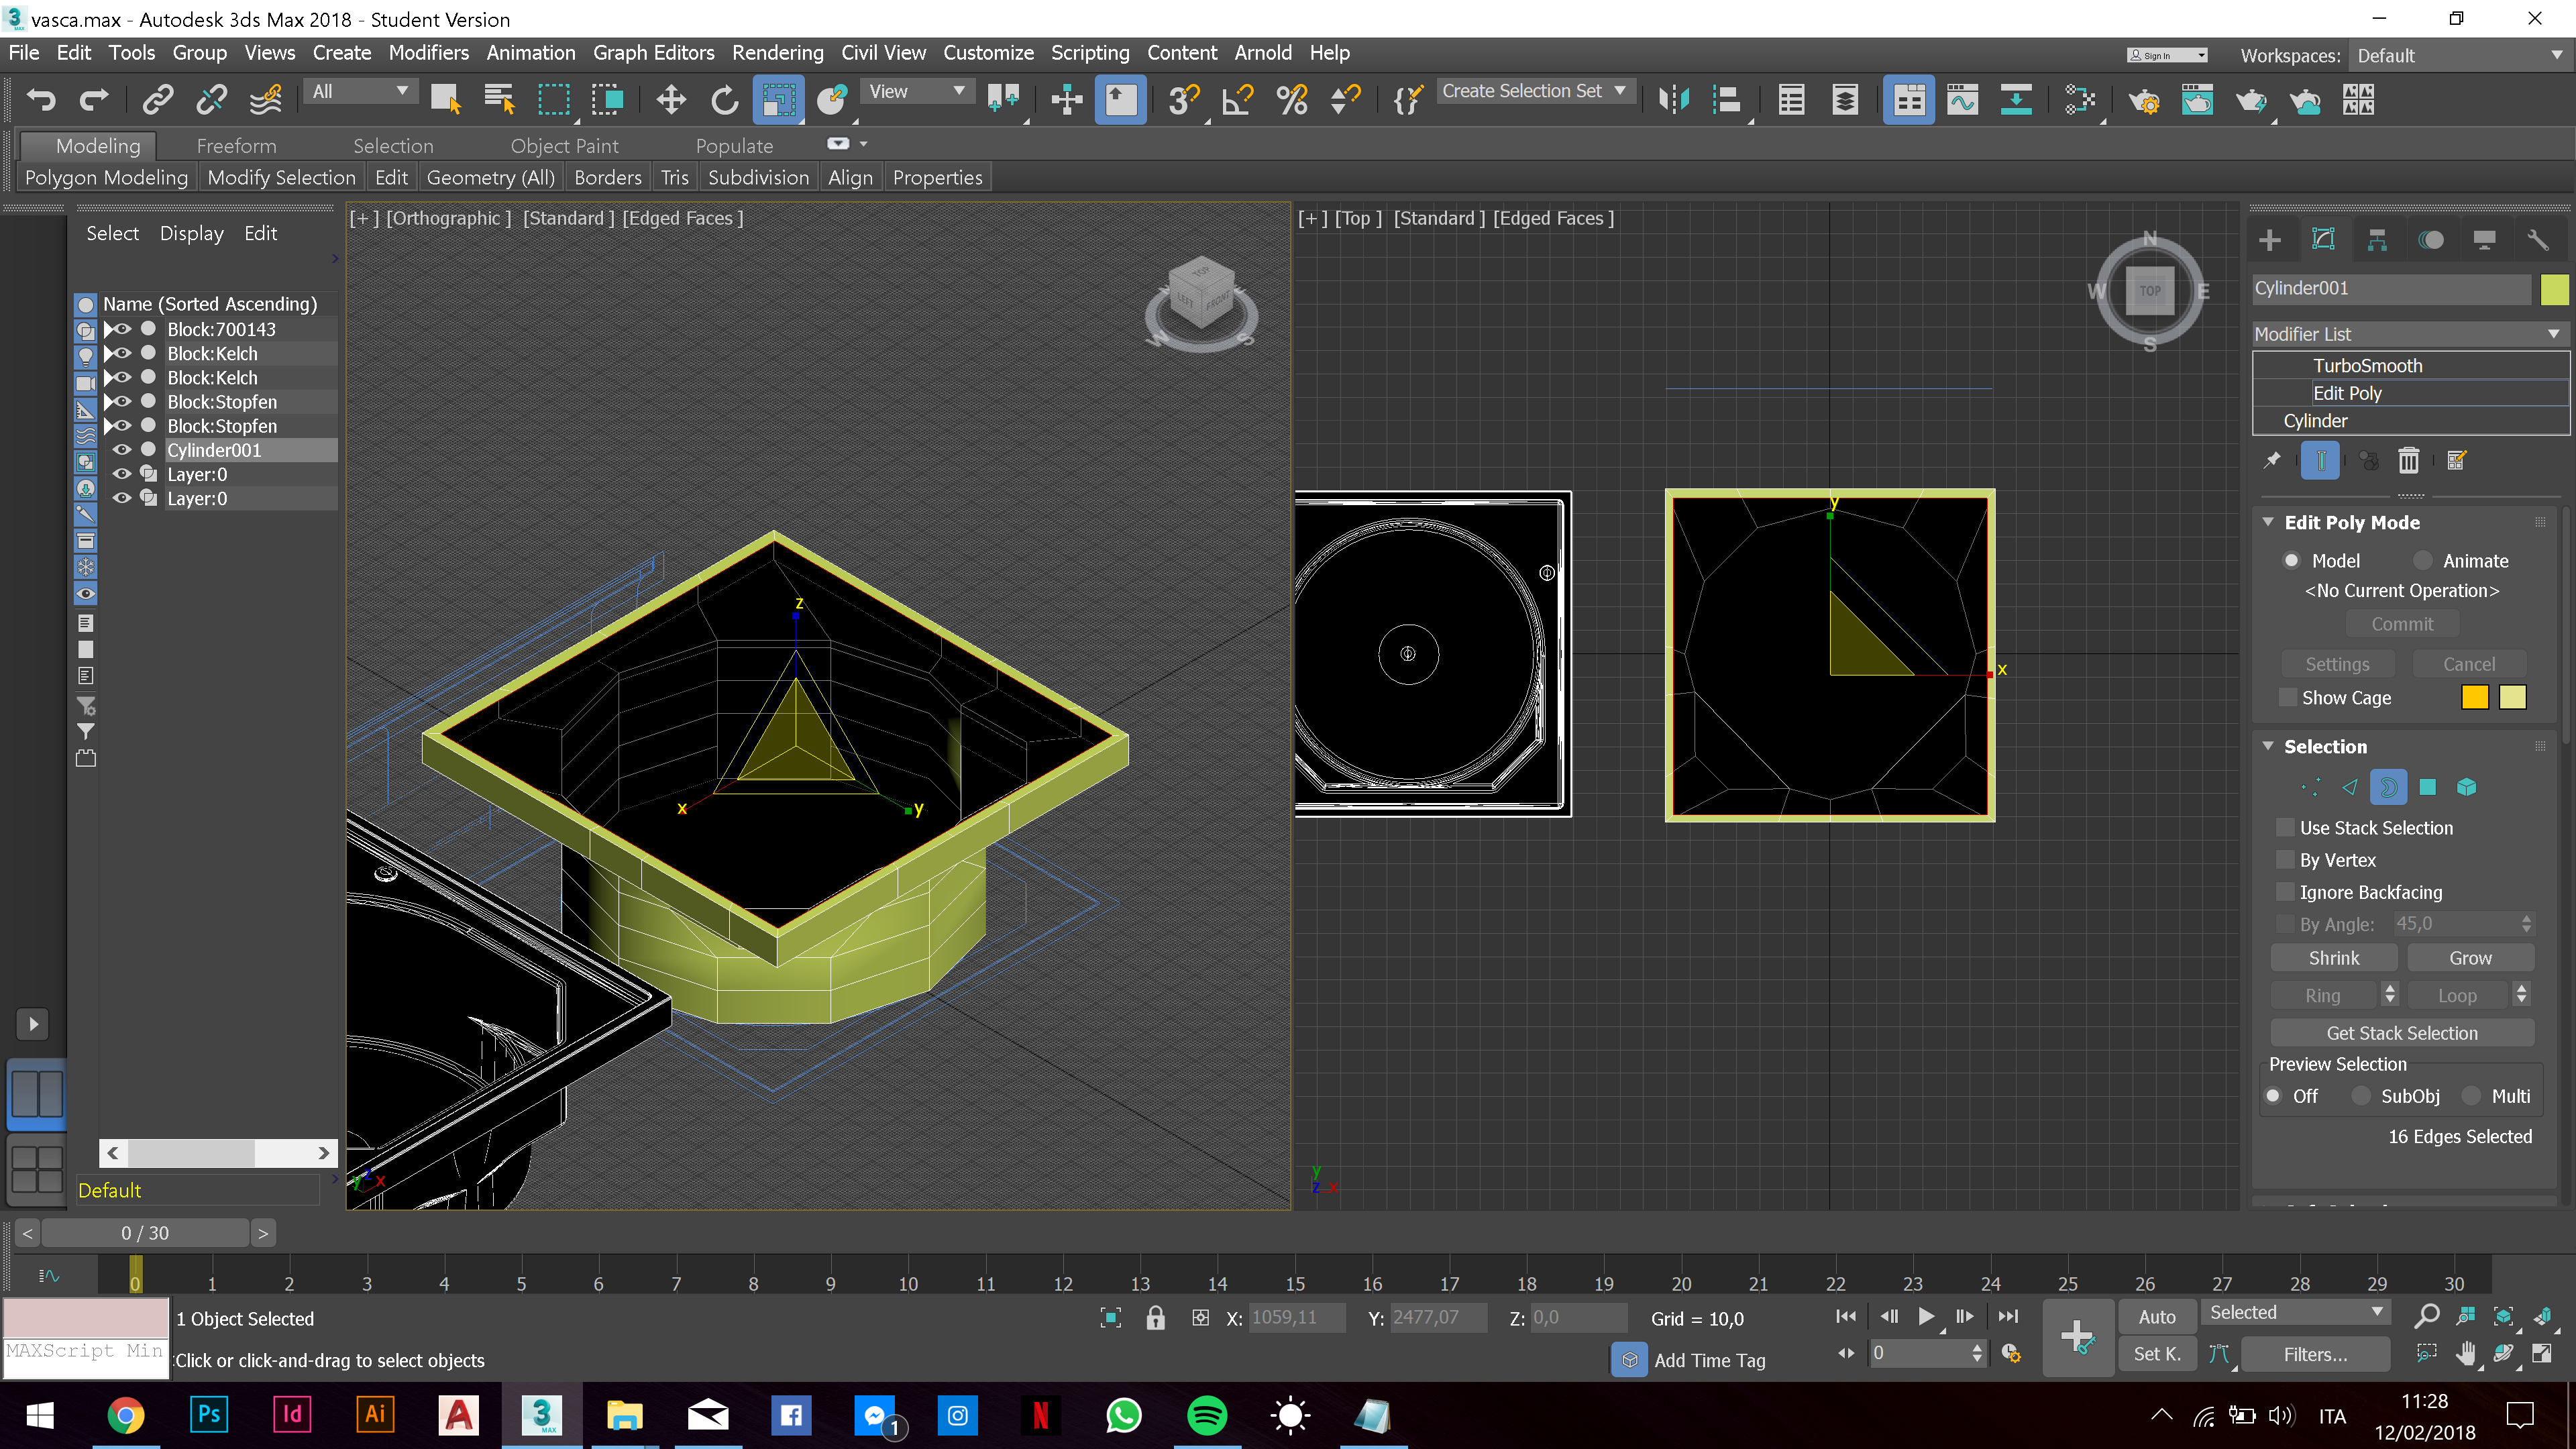 vasca.max - Autodesk 3ds Max 2018 - Student Version
File Edit Tools Group Views Create Modifiers Animation Graph Editors Rendering Civil View Customize Scripting Content Arnold Help
Sign In
Workspaces: Default
All
View
Create Selection Set
Modeling Freeform Selection Object Paint Populate
Polygon Modeling Modify Selection Edit Geometry (All) Borders Tris Subdivision Align Properties
Select Display Edit
Name (Sorted Ascending)
Block:700143
Block:Kelch
Block:Kelch
Block:Stopfen
Block:Stopfen
Cylinder001
Layer:0
Layer:0
Default
[+] [Orthographic ] [Standard ] [Edged Faces ]
TOP
LEFT
FRONT
W S
z
x
y
z
y x
[+] [Top ] [Standard ] [Edged Faces ]
N
W TOP E
S
y
x
y
z x
Cylinder001
Modifier List
TurboSmooth
Edit Poly
Cylinder
Edit Poly Mode
Model Animate
<No Current Operation>
Commit
Settings Cancel
Show Cage
Selection
Use Stack Selection
By Vertex
Ignore Backfacing
By Angle: 45,0
Shrink Grow
Ring Loop
Get Stack Selection
Preview Selection
Off SubObj Multi
16 Edges Selected
< 0 / 30 >
0 1 2 3 4 5 6 7 8 9 10 11 12 13 14 15 16 17 18 19 20 21 22 23 24 25 26 27 28 29 30
1 Object Selected
X: 1059,11 Y: 2477,07 Z: 0,0 Grid = 10,0
Auto Selected
MAXScript Min
Click or click-and-drag to select objects
Add Time Tag
0
Set K. Filters...
Ps Id Ai A 3 MAX
1
N
ITA
11:28
12/02/2018